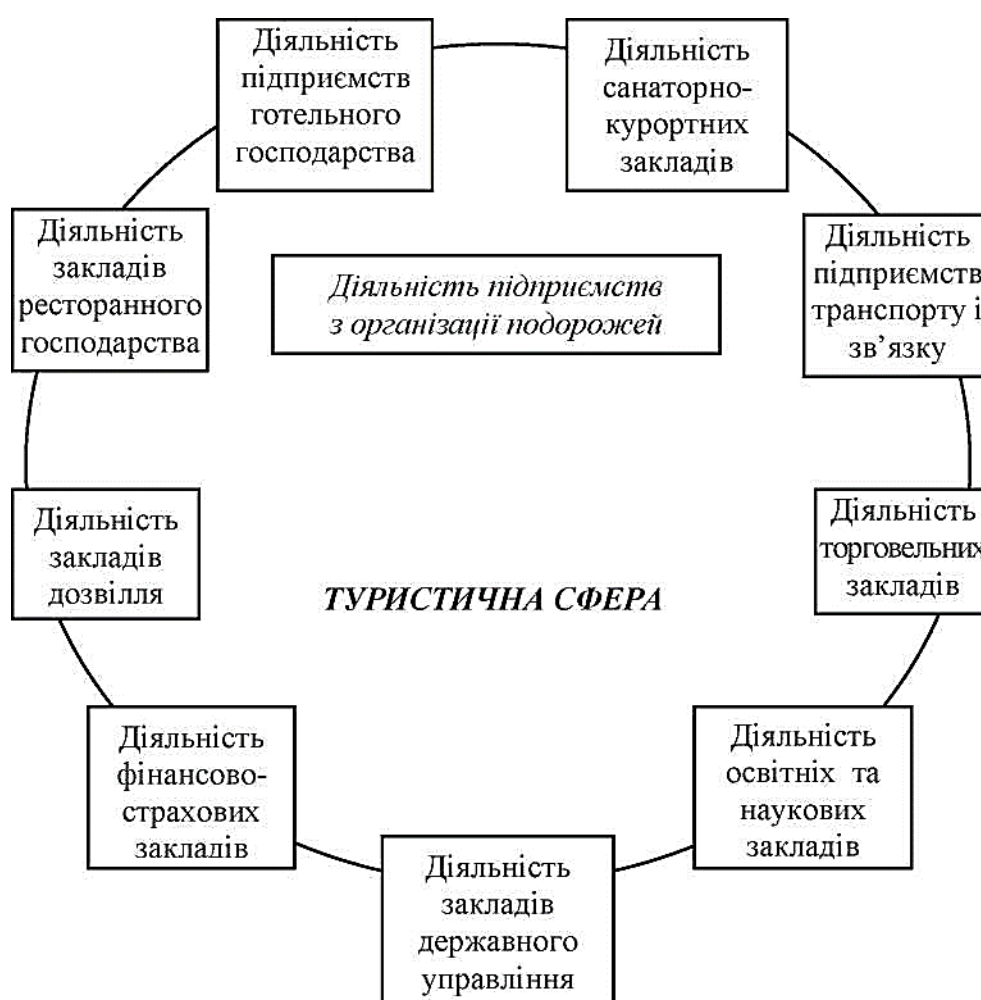 Діяльність
підприємств
готельного
господарства
Діяльність
санаторно-
курортних
закладів
Діяльність
закладів
ресторанного
господарства
Діяльність підприємств
з організації подорожей
Діяльність
підприємств
транспорту і
зв’язку
Діяльність
закладів
дозвілля
ТУРИСТИЧНА СФЕРА
Діяльність
торговельних
закладів
Діяльність
фінансово-
страхових
закладів
Діяльність
освітніх та
наукових
закладів
Діяльність
закладів
державного
управління